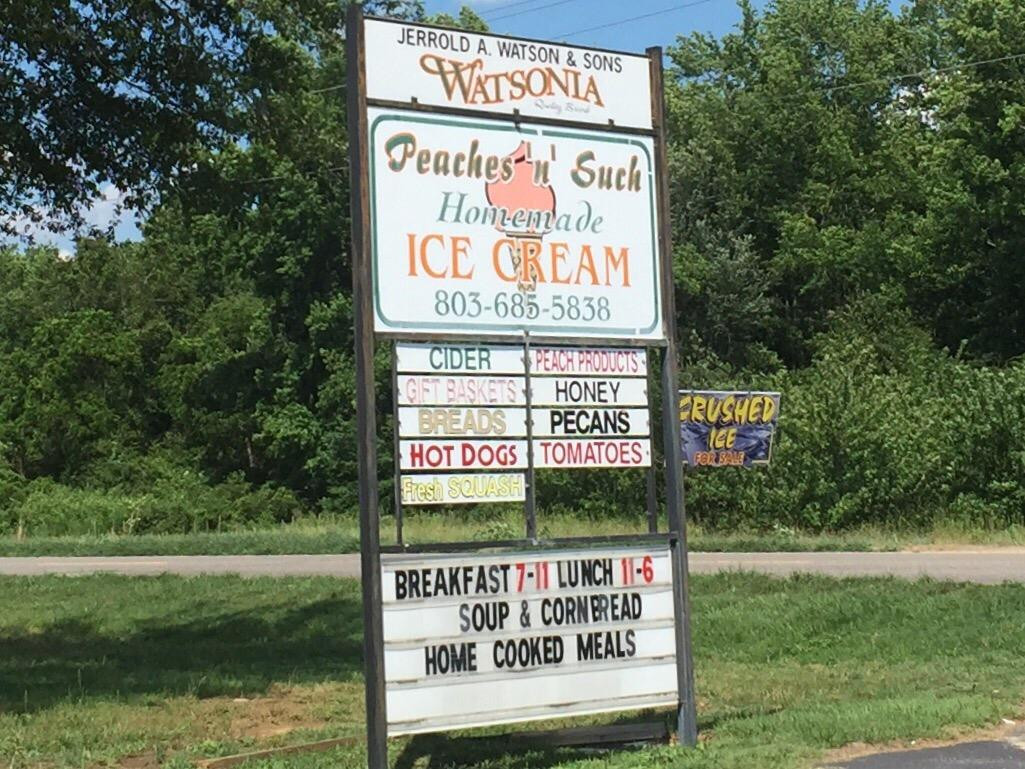 JERROLD A. WATSON & SONS
WATSONIA
Quality Brand
Peaches 'n' Such
Homemade
ICE CREAM
803-685-5838
CIDER PEACH PRODUCTS
GIFT BASKETS HONEY
BREADS PECANS
HOT DOGS TOMATOES
Fresh SQUASH
CRUSHED
ICE
FOR SALE
BREAKFAST 7-11 LUNCH 11-6
SOUP & CORNBREAD
HOME COOKED MEALS